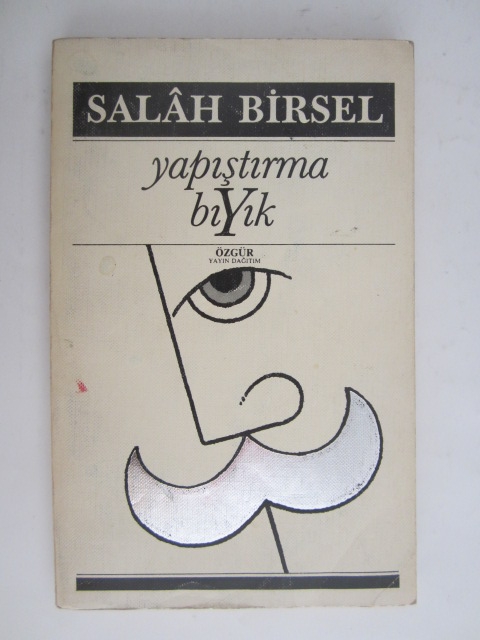 SALÂH BİRSEL
yapıştırma
bıYık
ÖZGÜR
YAYIN DAĞITIM